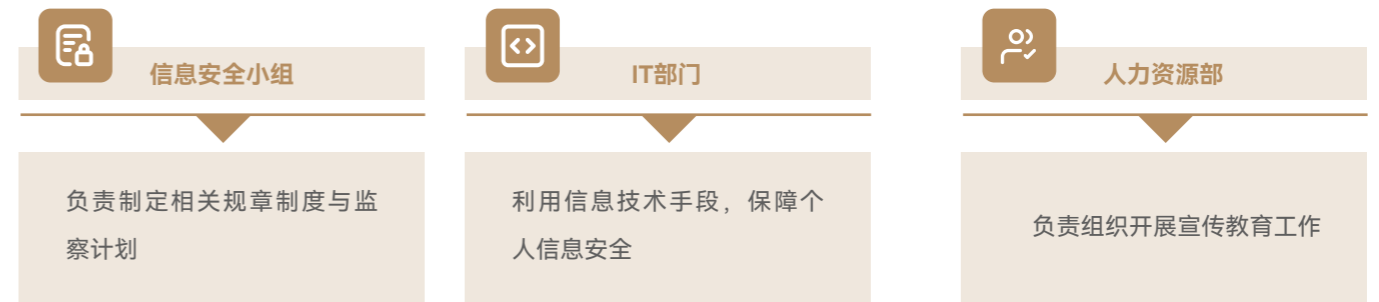 信息安全小组
IT部门
人力资源部
负责制定相关规章制度与监
察计划
利用信息技术手段，保障个
人信息安全
负责组织开展宣传教育工作